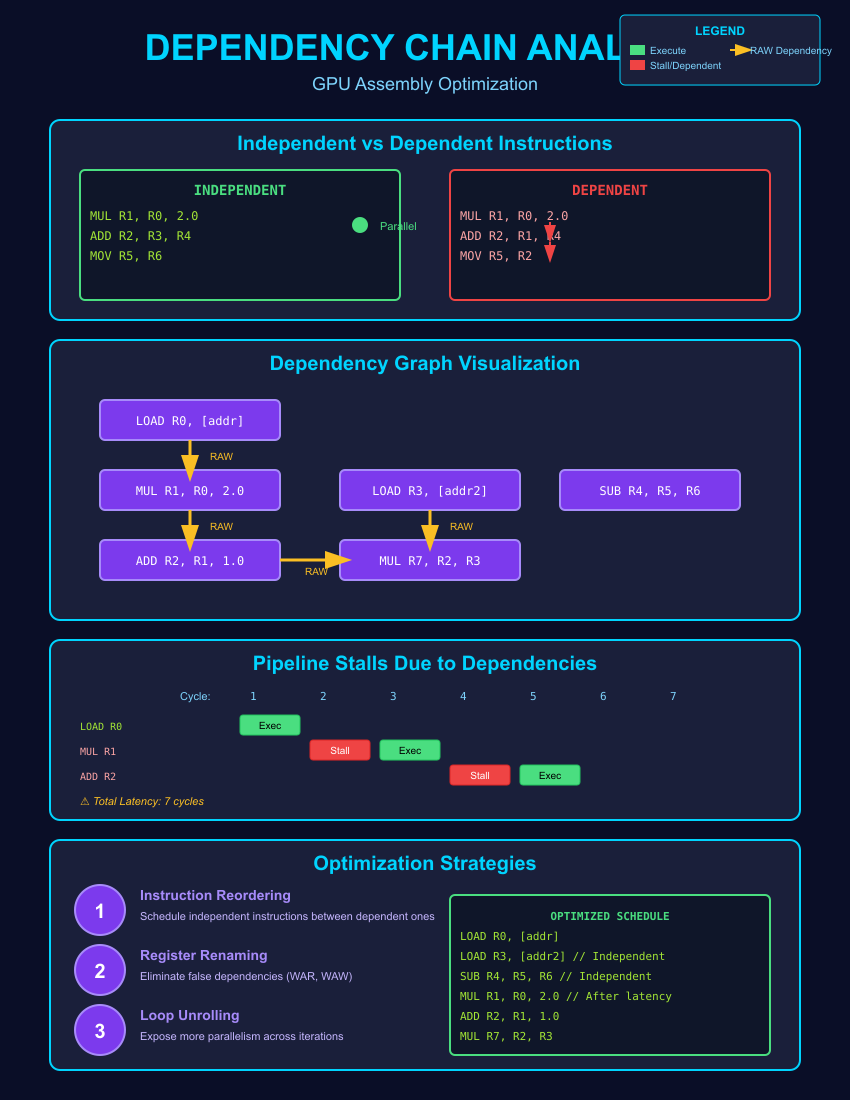 DEPENDENCY CHAIN ANAL
GPU Assembly Optimization
LEGEND
Execute
RAW Dependency
Stall/Dependent
Independent vs Dependent Instructions
INDEPENDENT
MUL R1, R0, 2.0
ADD R2, R3, R4
MOV R5, R6
Parallel
DEPENDENT
MUL R1, R0, 2.0
ADD R2, R1, R4
MOV R5, R2
Dependency Graph Visualization
LOAD R0, [addr]
RAW
MUL R1, R0, 2.0
LOAD R3, [addr2]
SUB R4, R5, R6
RAW
RAW
ADD R2, R1, 1.0
RAW
MUL R7, R2, R3
Pipeline Stalls Due to Dependencies
Cycle: 1 2 3 4 5 6 7
LOAD R0 Exec
MUL R1 Stall Exec
ADD R2 Stall Exec
⚠ Total Latency: 7 cycles
Optimization Strategies
1
Instruction Reordering
Schedule independent instructions between dependent ones
2
Register Renaming
Eliminate false dependencies (WAR, WAW)
3
Loop Unrolling
Expose more parallelism across iterations
OPTIMIZED SCHEDULE
LOAD R0, [addr]
LOAD R3, [addr2] // Independent
SUB R4, R5, R6 // Independent
MUL R1, R0, 2.0 // After latency
ADD R2, R1, 1.0
MUL R7, R2, R3